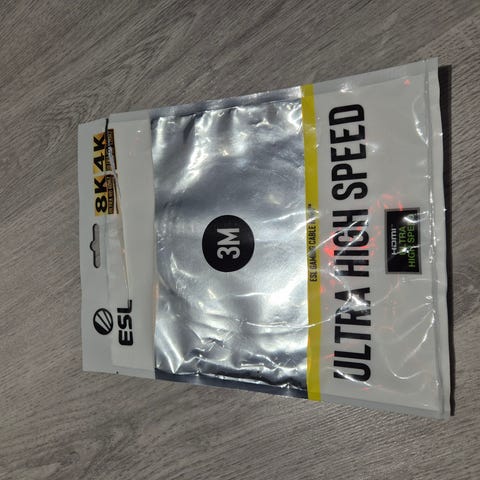 ESL
8K 4K
3M
ESL GAMING CABLE
ULTRA HIGH SPEED
HDMI
ULTRA
HIGH SPEED